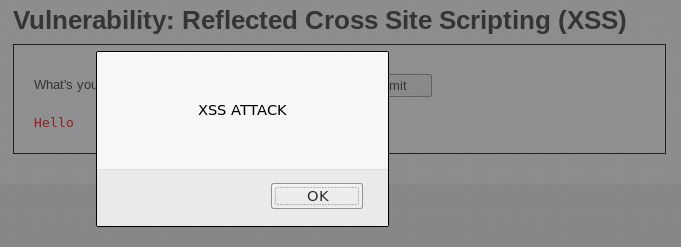 Vulnerability: Reflected Cross Site Scripting (XSS)
What's you
mit
XSS ATTACK
Hello
OK